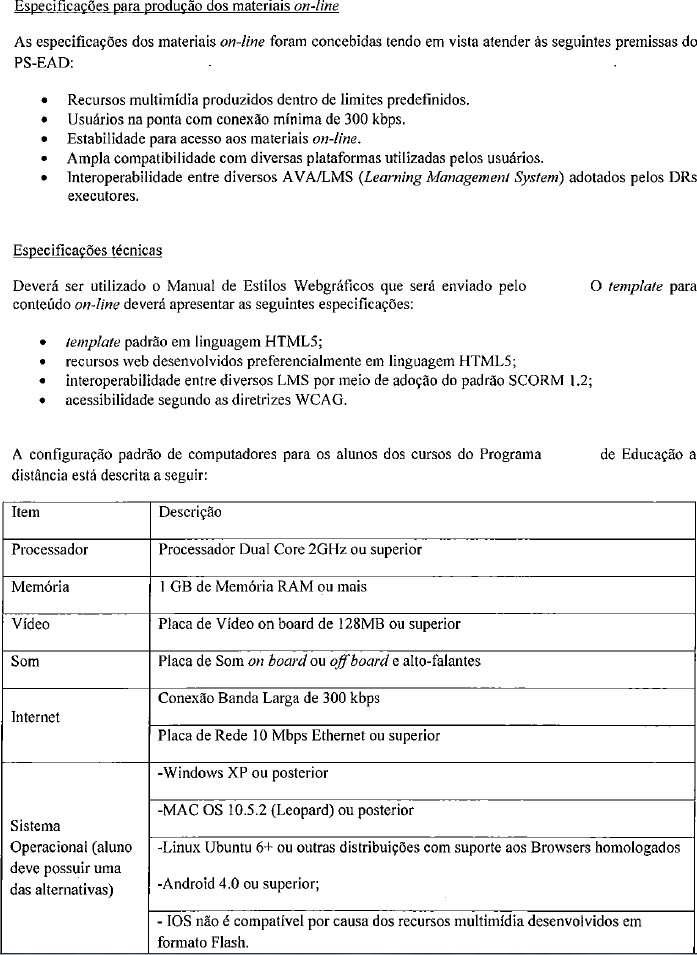 Especificações para produção dos materiais on-line
As especificações dos materiais on-line foram concebidas tendo em vista atender às seguintes premissas do
PS-EAD:
• Recursos multimídia produzidos dentro de limites predefinidos.
• Usuários na ponta com conexão mínima de 300 kbps.
• Estabilidade para acesso aos materiais on-line.
• Ampla compatibilidade com diversas plataformas utilizadas pelos usuários.
• Interoperabilidade entre diversos AVA/LMS (Learning Management System) adotados pelos DRs
executores.
Especificações técnicas
Deverá ser utilizado o Manual de Estilos Webgráficos que será enviado pelo O template para
conteúdo on-line deverá apresentar as seguintes especificações:
• template padrão em linguagem HTML5;
• recursos web desenvolvidos preferencialmente em linguagem HTML5;
• interoperabilidade entre diversos LMS por meio de adoção do padrão SCORM 1.2;
• acessibilidade segundo as diretrizes WCAG.
A configuração padrão de computadores para os alunos dos cursos do Programa de Educação a
distância está descrita a seguir:
Item Descrição
Processador Processador Dual Core 2GHz ou superior
Memória 1 GB de Memória RAM ou mais
Vídeo Placa de Vídeo on board de 128MB ou superior
Som Placa de Som on board ou off board e alto-falantes
Internet
Conexão Banda Larga de 300 kbps
Placa de Rede 10 Mbps Ethernet ou superior
Sistema
Operacional (aluno
deve possuir uma
das alternativas)
-Windows XP ou posterior
-MAC OS 10.5.2 (Leopard) ou posterior
-Linux Ubuntu 6+ ou outras distribuições com suporte aos Browsers homologados
-Android 4.0 ou superior;
- IOS não é compatível por causa dos recursos multimídia desenvolvidos em
formato Flash.